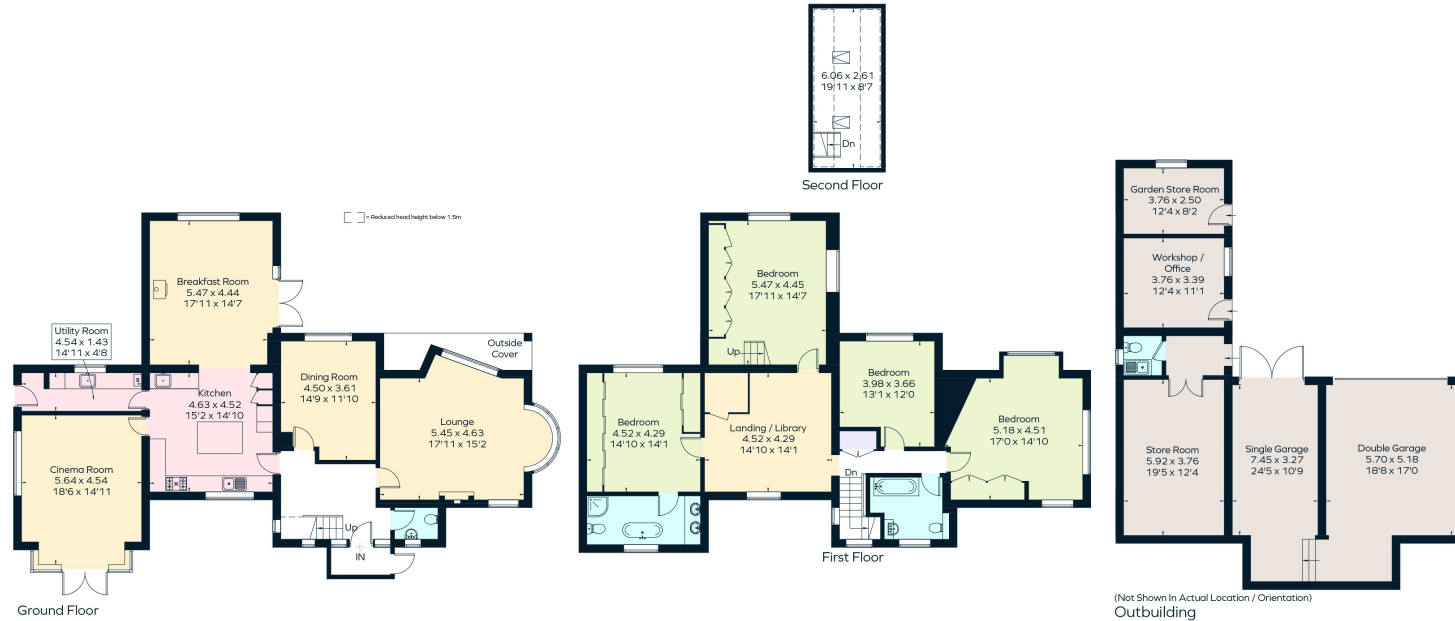 6.06 x 2.61
19'11 x 8'7
Dn
Second Floor
= Reduced head height below 1.5m
Breakfast Room
5.47 x 4.44
17'11 x 14'7
Utility Room
4.54 x 1.43
14'11 x 4'8
Kitchen
4.63 x 4.52
15'2 x 14'10
Dining Room
4.50 x 3.61
14'9 x 11'10
Outside
Cover
Lounge
5.45 x 4.63
17'11 x 15'2
Cinema Room
5.64 x 4.54
18'6 x 14'11
Up
IN
Ground Floor
Bedroom
5.47 x 4.45
17'11 x 14'7
Up
Bedroom
4.52 x 4.29
14'10 x 14'1
Landing / Library
4.52 x 4.29
14'10 x 14'1
Bedroom
3.98 x 3.66
13'1 x 12'0
Bedroom
5.18 x 4.51
17'0 x 14'10
Dn
First Floor
Garden Store Room
3.76 x 2.50
12'4 x 8'2
Workshop /
Office
3.76 x 3.39
12'4 x 11'1
Store Room
5.92 x 3.76
19'5 x 12'4
Single Garage
7.45 x 3.27
24'5 x 10'9
Double Garage
5.70 x 5.18
18'8 x 17'0
(Not Shown In Actual Location / Orientation)
Outbuilding